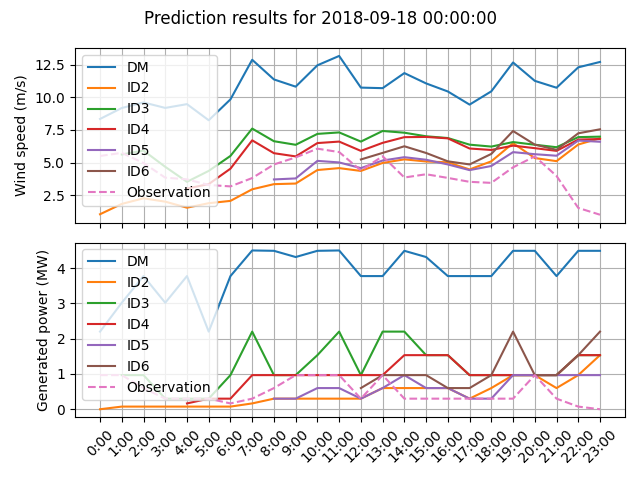 Prediction results for 2018-09-18 00:00:00
Wind speed (m/s)
12.5
10.0
7.5
5.0
2.5
DM
ID2
ID3
ID4
ID5
ID6
Observation
Generated power (MW)
4
3
2
1
0
DM
ID2
ID3
ID4
ID5
ID6
Observation
0:00 1:00 2:00 3:00 4:00 5:00 6:00 7:00 8:00 9:00 10:00 11:00 12:00 13:00 14:00 15:00 16:00 17:00 18:00 19:00 20:00 21:00 22:00 23:00